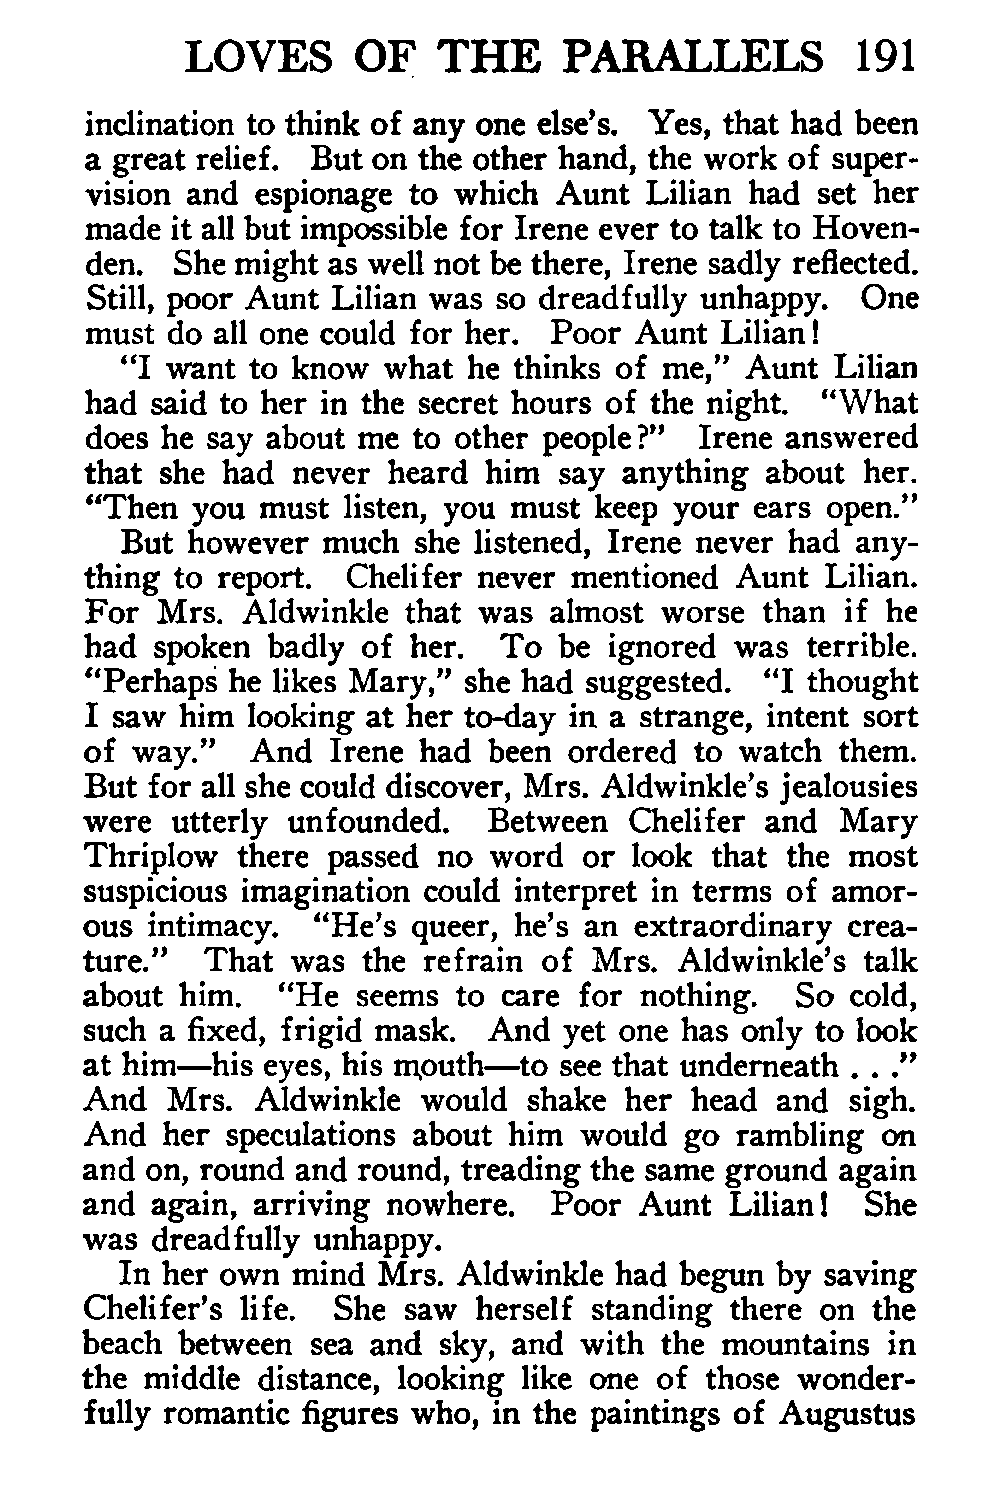 LOVES OF THE PARALLELS 191
inclination to think of any one else's. Yes, that had been
a great relief. But on the other hand, the work of super-
vision and espionage to which Aunt Lilian had set her
made it all but impossible for Irene ever to talk to Hoven-
den. She might as well not be there, Irene sadly reflected.
Still, poor Aunt Lilian was so dreadfully unhappy. One
must do all one could for her. Poor Aunt Lilian!
“I want to know what he thinks of me,” Aunt Lilian
had said to her in the secret hours of the night. “What
does he say about me to other people?” Irene answered
that she had never heard him say anything about her.
“Then you must listen, you must keep your ears open.”
But however much she listened, Irene never had any-
thing to report. Chelifer never mentioned Aunt Lilian.
For Mrs. Aldwinkle that was almost worse than if he
had spoken badly of her. To be ignored was terrible.
“Perhaps he likes Mary,” she had suggested. “I thought
I saw him looking at her to-day in a strange, intent sort
of way.” And Irene had been ordered to watch them.
But for all she could discover, Mrs. Aldwinkle's jealousies
were utterly unfounded. Between Chelifer and Mary
Thriplow there passed no word or look that the most
suspicious imagination could interpret in terms of amor-
ous intimacy. “He's queer, he's an extraordinary crea-
ture.” That was the refrain of Mrs. Aldwinkle's talk
about him. “He seems to care for nothing. So cold,
such a fixed, frigid mask. And yet one has only to look
at him—his eyes, his mouth—to see that underneath . . .”
And Mrs. Aldwinkle would shake her head and sigh.
And her speculations about him would go rambling on
and on, round and round, treading the same ground again
and again, arriving nowhere. Poor Aunt Lilian! She
was dreadfully unhappy.
In her own mind Mrs. Aldwinkle had begun by saving
Chelifer's life. She saw herself standing there on the
beach between sea and sky, and with the mountains in
the middle distance, looking like one of those wonder-
fully romantic figures who, in the paintings of Augustus